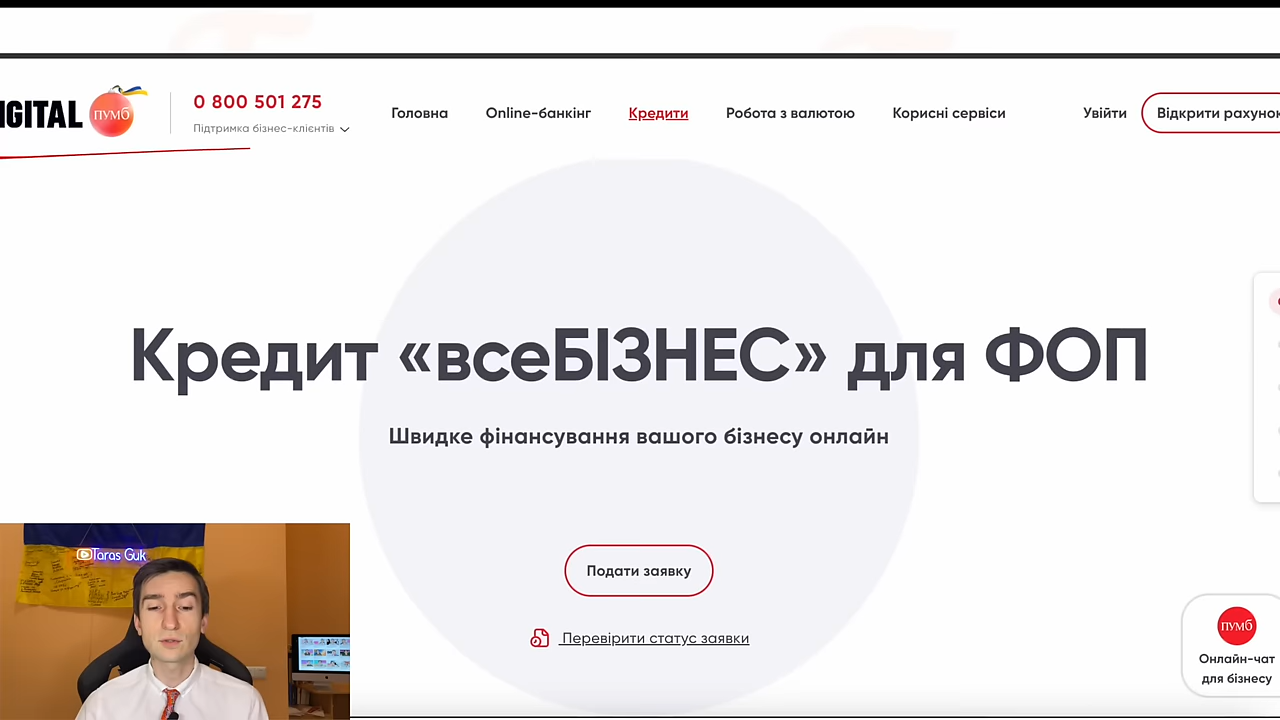 IGITAL
пумб
0 800 501 275
Підтримка бізнес-клієнтів
Головна
Online-банкінг
Кредити
Робота з валютою
Корисні сервіси
Увійти
Відкрити рахунок
Кредит «всеБІЗНЕС» для ФОП
Швидке фінансування вашого бізнесу онлайн
Подати заявку
Перевірити статус заявки
Taras Guk
пумб
Онлайн-чат
для бізнесу